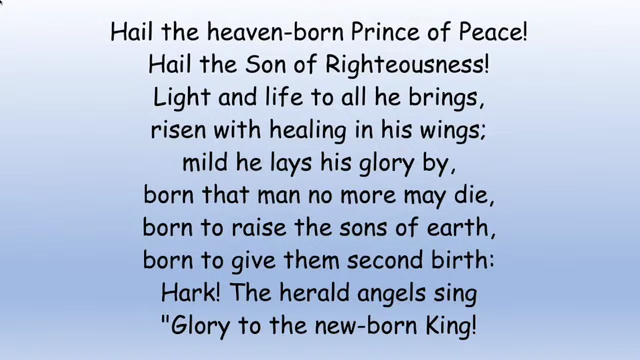 Hail the heaven-born Prince of Peace!
Hail the Son of Righteousness!
Light and life to all he brings,
risen with healing in his wings;
mild he lays his glory by,
born that man no more may die,
born to raise the sons of earth,
born to give them second birth:
Hark! The herald angels sing
"Glory to the new-born King!